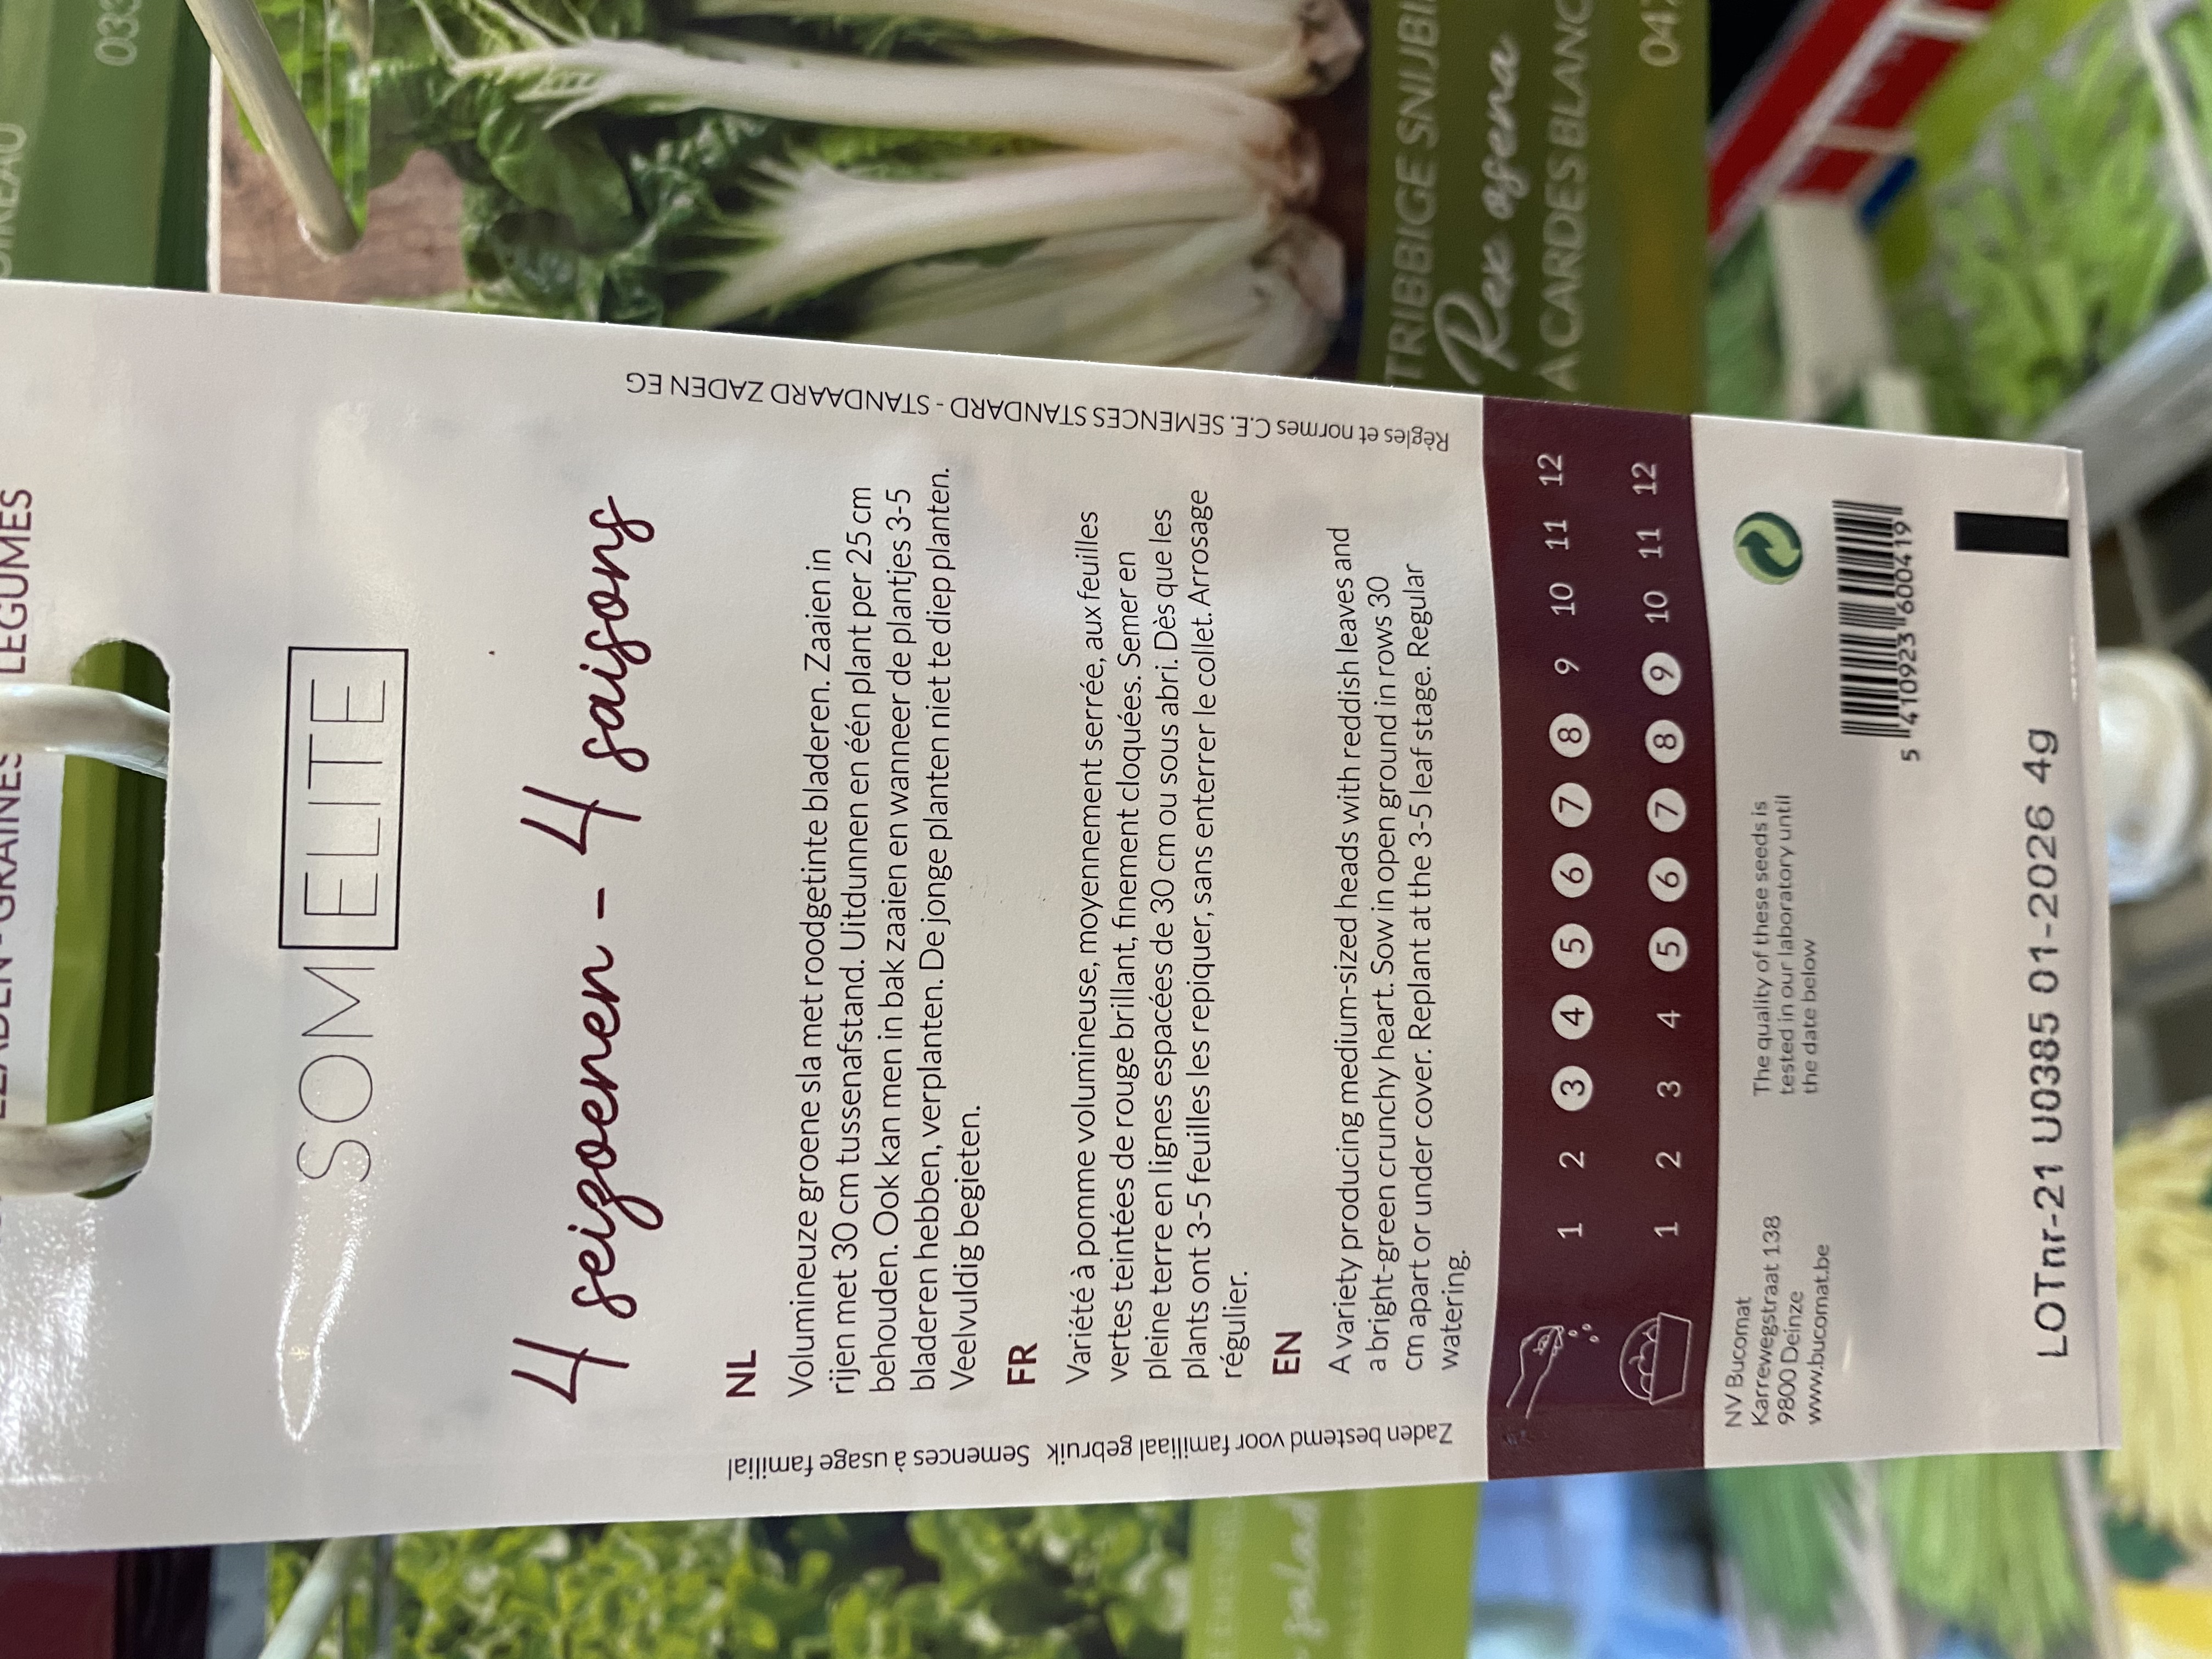 ZADEN - GRAINES
LÉGUMES
SOM ELITE
4 seizoenen - 4 saisons
NL
Volumineuze groene sla met roodgetinte bladeren. Zaaien in
rijen met 30 cm tussenafstand. Uitdunnen en één plant per 25 cm
behouden. Ook kan men in bak zaaien en wanneer de plantjes 3-5
bladeren hebben, verplanten. De jonge planten niet te diep planten.
Veelvuldig begieten.
FR
Variété à pomme volumineuse, moyennement serrée, aux feuilles
vertes teintées de rouge brillant, finement cloquées. Semer en
pleine terre en lignes espacées de 30 cm ou sous abri. Dès que les
plants ont 3-5 feuilles les repiquer, sans enterrer le collet. Arrosage
régulier.
EN
A variety producing medium-sized heads with reddish leaves and
a bright-green crunchy heart. Sow in open ground in rows 30
cm apart or under cover. Replant at the 3-5 leaf stage. Regular
watering.
Zaden bestemd voor familiaal gebruik Semences à usage familial
Règles et normes C.E. SEMENCES STANDARD - STANDAARD ZADEN EG
1 2 3 4 5 6 7 8 9 10 11 12
1 2 3 4 5 6 7 8 9 10 11 12
NV Bucomat
Karrewegstraat 138
9800 Deinze
www.bucomat.be
The quality of these seeds is
tested in our laboratory until
the date below
5 410923 600419
LOTnr-21 U0385 01-2026 4g
TRIBBIGE SNIJBI
Rex
À CARDES BLANC
047
033
salad